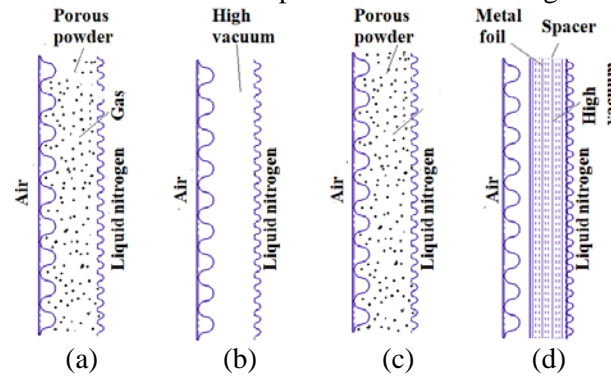 Porous
powder
Gas
Air
Liquid nitrogen
(a)
High
vacuum
Air
Liquid nitrogen
(b)
Porous
powder
Air
Liquid nitrogen
(c)
Metal
foil
Spacer
High
vacuum
Air
Liquid nitrogen
(d)